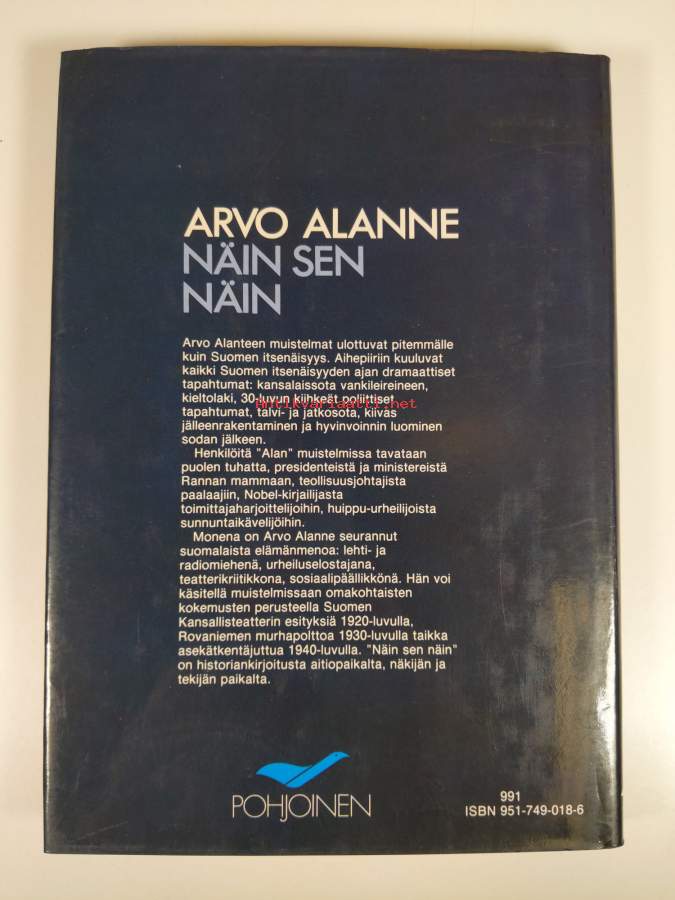 ARVO ALANNE
NÄIN SEN
NÄIN
Arvo Alanteen muistelmat ulottuvat pitemmälle
kuin Suomen itsenäisyys. Aihepiiriin kuuluvat
kaikki Suomen itsenäisyyden ajan dramaattiset
tapahtumat: kansalaissota vankileireineen,
kieltolaki, 30-luvun kiihkeät poliittiset
antikvariaatti.net
tapahtumat, talvi- ja jatkosota, kiivas
jälleenrakentaminen ja hyvinvoinnin luominen
sodan jälkeen.
Henkilöitä "Alan" muistelmissa tavataan
puolen tuhatta, presidenteistä ja ministereistä
Rannan mammaan, teollisuusjohtajista
paalaajiin, Nobel-kirjailijasta
toimittajaharjoittelijoihin, huippu-urheilijoista
sunnuntaikävelijöihin.
Monena on Arvo Alanne seurannut
suomalaista elämänmenoa: lehti- ja
radiomiehenä, urheiluselostajana,
teatterikriitikkona, sosiaalipäällikkönä. Hän voi
käsitellä muistelmissaan omakohtaisten
kokemusten perusteella Suomen
Kansallisteatterin esityksiä 1920-luvulla,
Rovaniemen murhapolttoa 1930-luvulla taikka
asekätkentäjuttua 1940-luvulla. "Näin sen näin"
on historiankirjoitusta aitiopaikalta, näkijän ja
tekijän paikalta.
POHJOINEN
991
ISBN 951-749-018-6